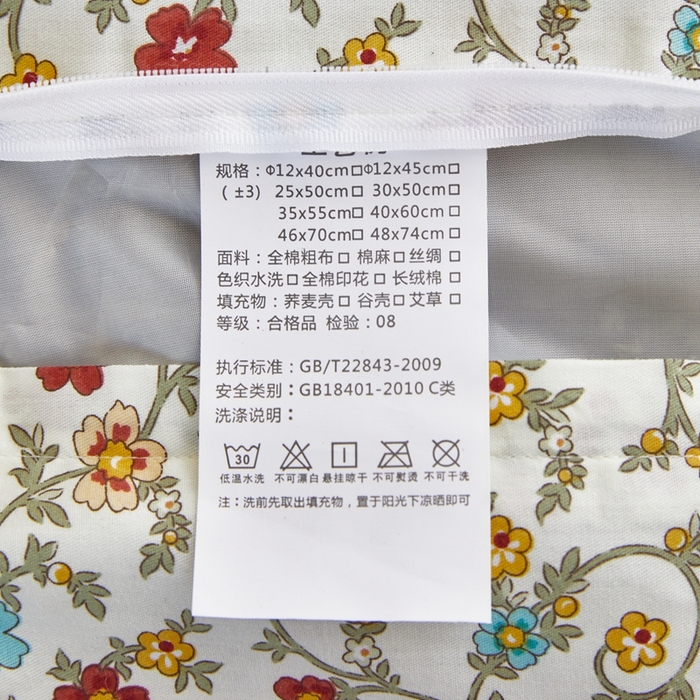 规格：Φ12x40cm□Φ12x45cm□
( ±3) 25x50cm□ 30x50cm□
35x55cm□ 40x60cm □
46x70cm□ 48x74cm □
面料：全棉粗布□ 棉麻□丝绸□
色织水洗□全棉印花□ 长绒棉□
填充物：荞麦壳□ 谷壳□艾草□
等级：合格品 检验：08
执行标准：GB/T22843-2009
安全类别：GB18401-2010 C类
洗涤说明：
30
低温水洗 不可漂白 悬挂晾干 不可熨烫 不可干洗
注：洗前先取出填充物，置于阳光下凉晒即可